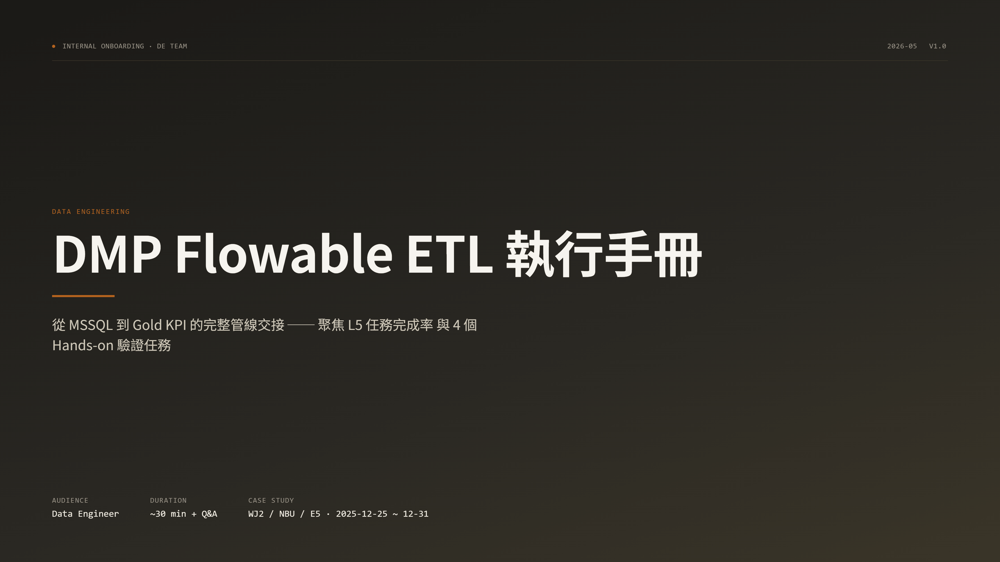 INTERNAL ONBOARDING · DE TEAM
2026-05 V1.0
DATA ENGINEERING
DMP Flowable ETL 執行手冊
從 MSSQL 到 Gold KPI 的完整管線交接 —— 聚焦 L5 任務完成率 與 4 個
Hands-on 驗證任務
AUDIENCE
Data Engineer
DURATION
~30 min + Q&A
CASE STUDY
WJ2 / NBU / E5 · 2025-12-25 ~ 12-31